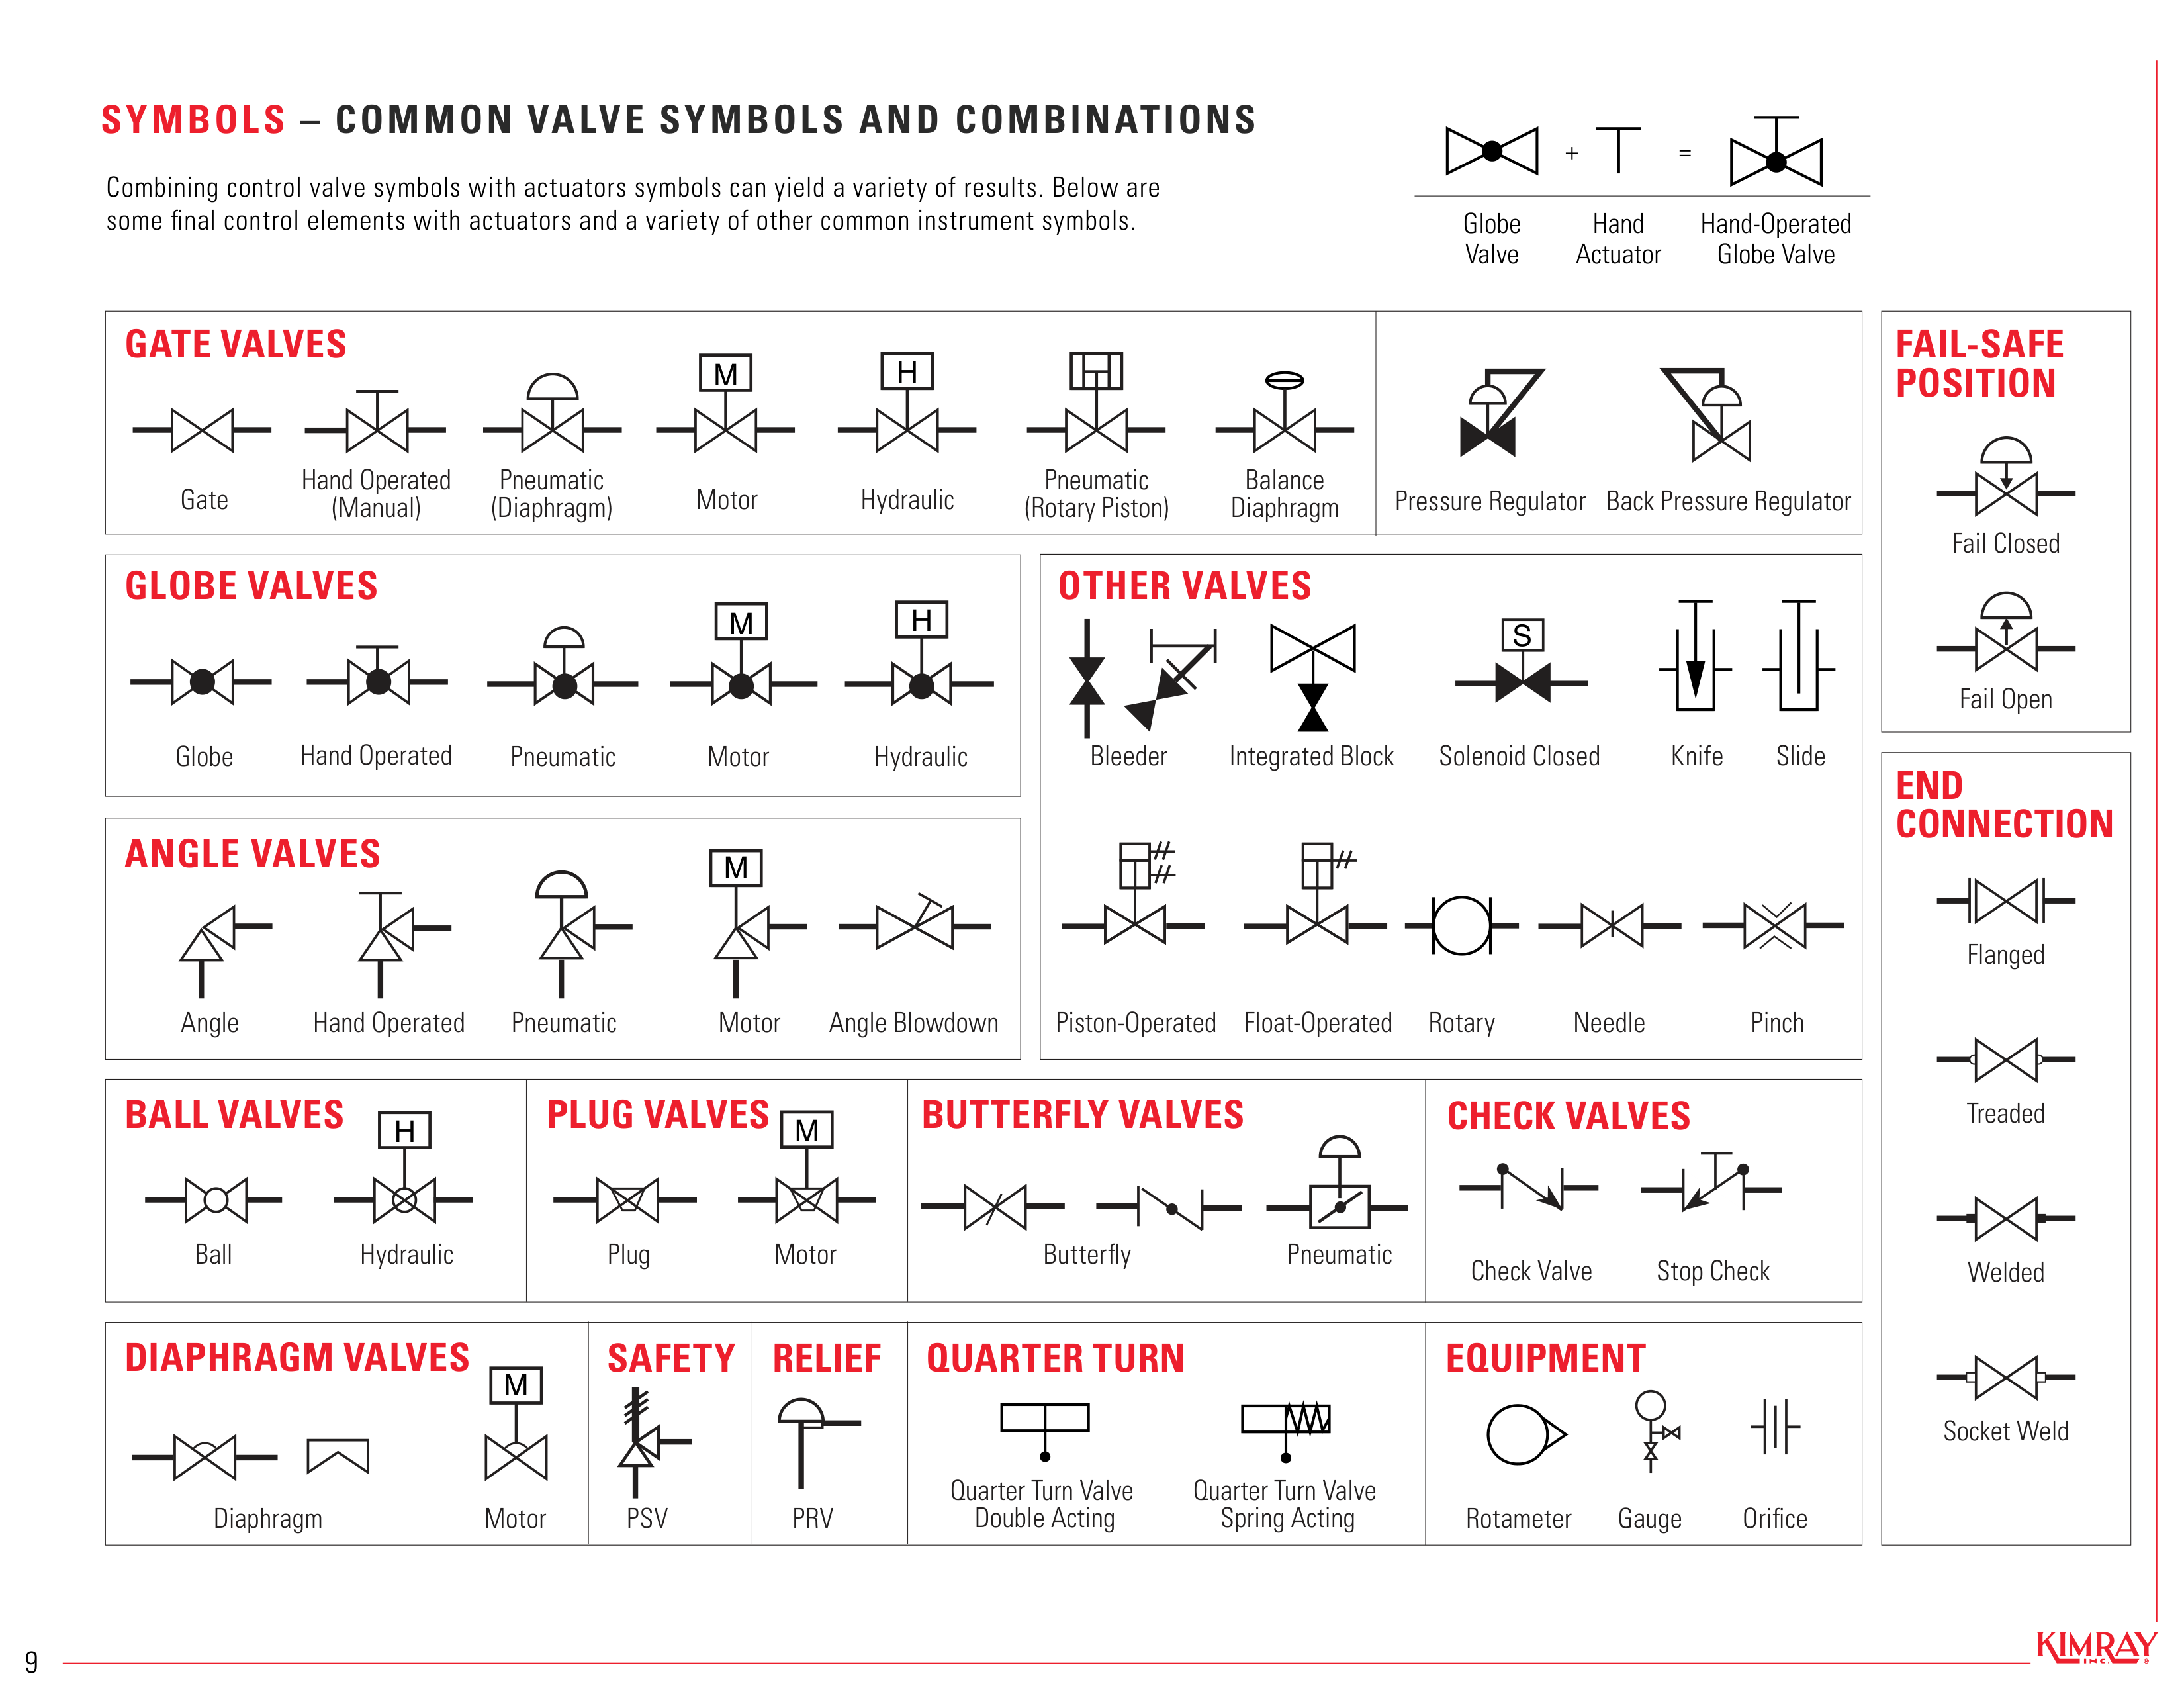 SYMBOLS – COMMON VALVE SYMBOLS AND COMBINATIONS
Combining control valve symbols with actuators symbols can yield a variety of results. Below are
some final control elements with actuators and a variety of other common instrument symbols.
+ =
Globe Valve
Hand Actuator
Hand-Operated Globe Valve
GATE VALVES
M
H
Gate
Hand Operated (Manual)
Pneumatic (Diaphragm)
Motor
Hydraulic
Pneumatic (Rotary Piston)
Balance Diaphragm
Pressure Regulator
Back Pressure Regulator
FAIL-SAFE
POSITION
Fail Closed
Fail Open
GLOBE VALVES
M
H
Globe
Hand Operated
Pneumatic
Motor
Hydraulic
OTHER VALVES
S
Bleeder
Integrated Block
Solenoid Closed
Knife
Slide
Piston-Operated
Float-Operated
Rotary
Needle
Pinch
ANGLE VALVES
M
Angle
Hand Operated
Pneumatic
Motor
Angle Blowdown
END
CONNECTION
Flanged
Treaded
Welded
Socket Weld
BALL VALVES
H
Ball
Hydraulic
PLUG VALVES
M
Plug
Motor
BUTTERFLY VALVES
Butterfly
Pneumatic
CHECK VALVES
Check Valve
Stop Check
DIAPHRAGM VALVES
M
Diaphragm
Motor
SAFETY
PSV
RELIEF
PRV
QUARTER TURN
Quarter Turn Valve
Double Acting
Quarter Turn Valve
Spring Acting
EQUIPMENT
Rotameter
Gauge
Orifice
9
KIMRAY
INC.®